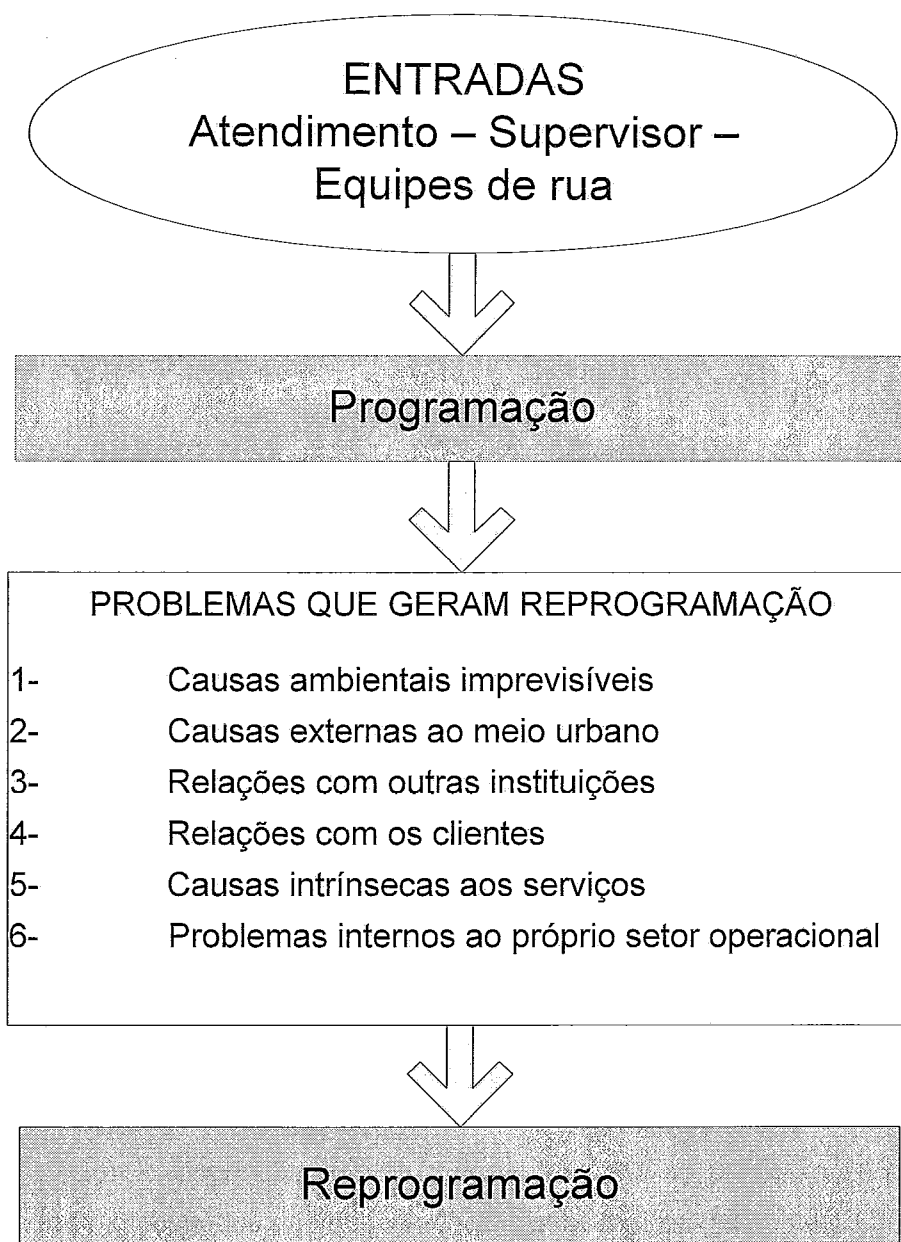 ENTRADAS
Atendimento – Supervisor –
Equipes de rua
Programação
PROBLEMAS QUE GERAM REPROGRAMAÇÃO
1- Causas ambientais imprevisíveis
2- Causas externas ao meio urbano
3- Relações com outras instituições
4- Relações com os clientes
5- Causas intrínsecas aos serviços
6- Problemas internos ao próprio setor operacional
Reprogramação